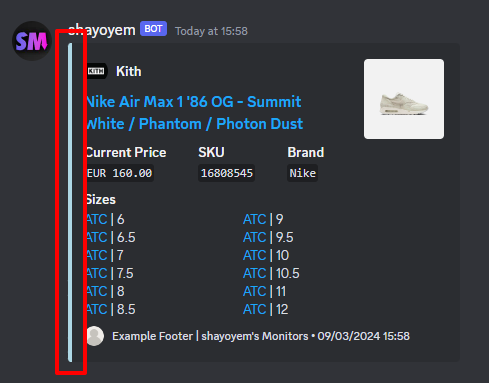 shayoyem BOT Today at 15:58
SM
KITH Kith
Nike Air Max 1 '86 OG - Summit
White / Phantom / Photon Dust
Current Price SKU Brand
EUR 160.00 16808545 Nike
Sizes
ATC | 6 ATC | 9
ATC | 6.5 ATC | 9.5
ATC | 7 ATC | 10
ATC | 7.5 ATC | 10.5
ATC | 8 ATC | 11
ATC | 8.5 ATC | 12
Example Footer | shayoyem's Monitors • 09/03/2024 15:58